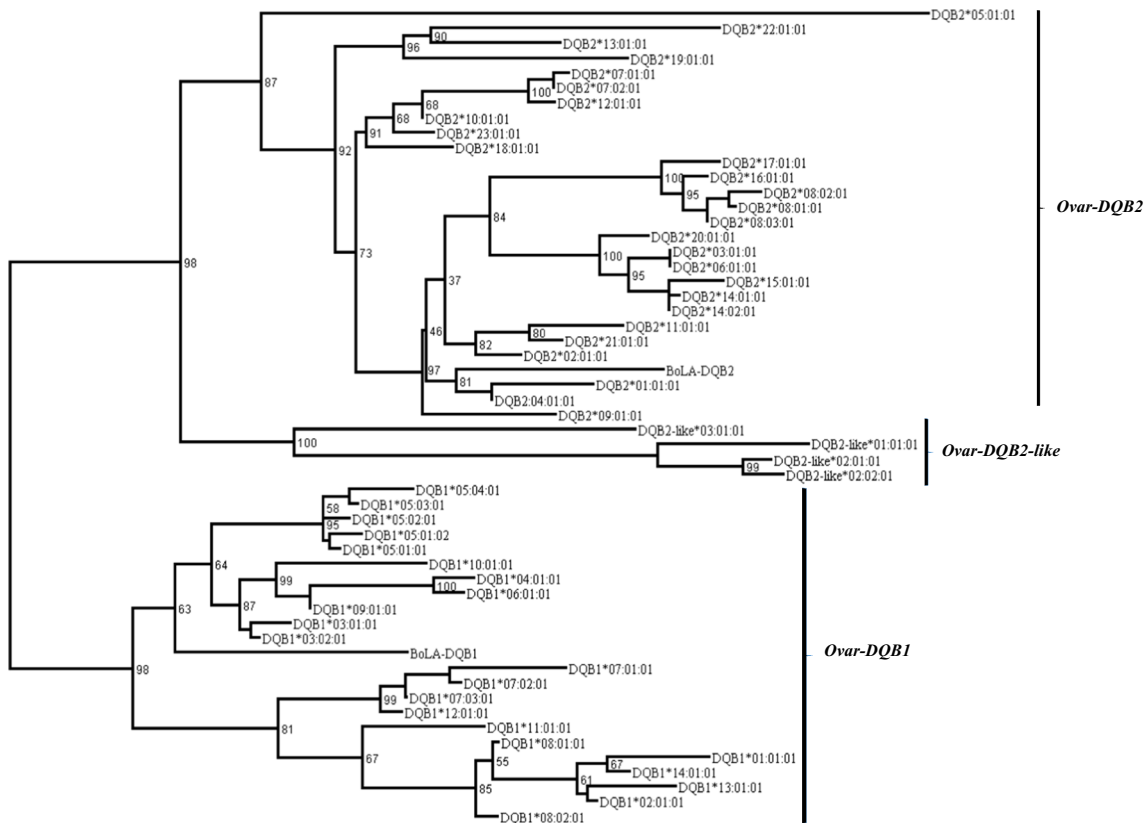 DQB2*05:01:01
DQB2*22:01:01
90
DQB2*13:01:01
96
DQB2*19:01:01
DQB2*07:01:01
87
DQB2*07:02:01
100
DQB2*12:01:01
68
DQB2*10:01:01
68
DQB2*23:01:01
91
DQB2*18:01:01
92
DQB2*17:01:01
100
DQB2*16:01:01
DQB2*08:02:01
95
DQB2*08:01:01
Ovar-DQB2
84
DQB2*08:03:01
DQB2*20:01:01
73
DQB2*03:01:01
100
DQB2*06:01:01
98
95
37
DQB2*15:01:01
DQB2*14:01:01
DQB2*14:02:01
DQB2*11:01:01
46
80
DQB2*21:01:01
82
DQB2*02:01:01
BoLA-DQB2
97
81
DQB2*01:01:01
DQB2:04:01:01
DQB2*09:01:01
DQB2-like*03:01:01
100
DQB2-like*01:01:01
Ovar-DQB2-like
DQB2-like*02:01:01
99
DQB2-like*02:02:01
DQB1*05:04:01
DQB1*05:03:01
58
DQB1*05:02:01
95
DQB1*05:01:02
DQB1*05:01:01
64
DQB1*10:01:01
99
DQB1*04:01:01
100
DQB1*06:01:01
87
63
DQB1*09:01:01
DQB1*03:01:01
DQB1*03:02:01
BoLA-DQB1
Ovar-DQB1
98
DQB1*07:01:01
DQB1*07:02:01
99
DQB1*07:03:01
DQB1*12:01:01
81
DQB1*11:01:01
DQB1*08:01:01
67
55
DQB1*01:01:01
67
DQB1*14:01:01
61
85
DQB1*13:01:01
DQB1*02:01:01
DQB1*08:02:01